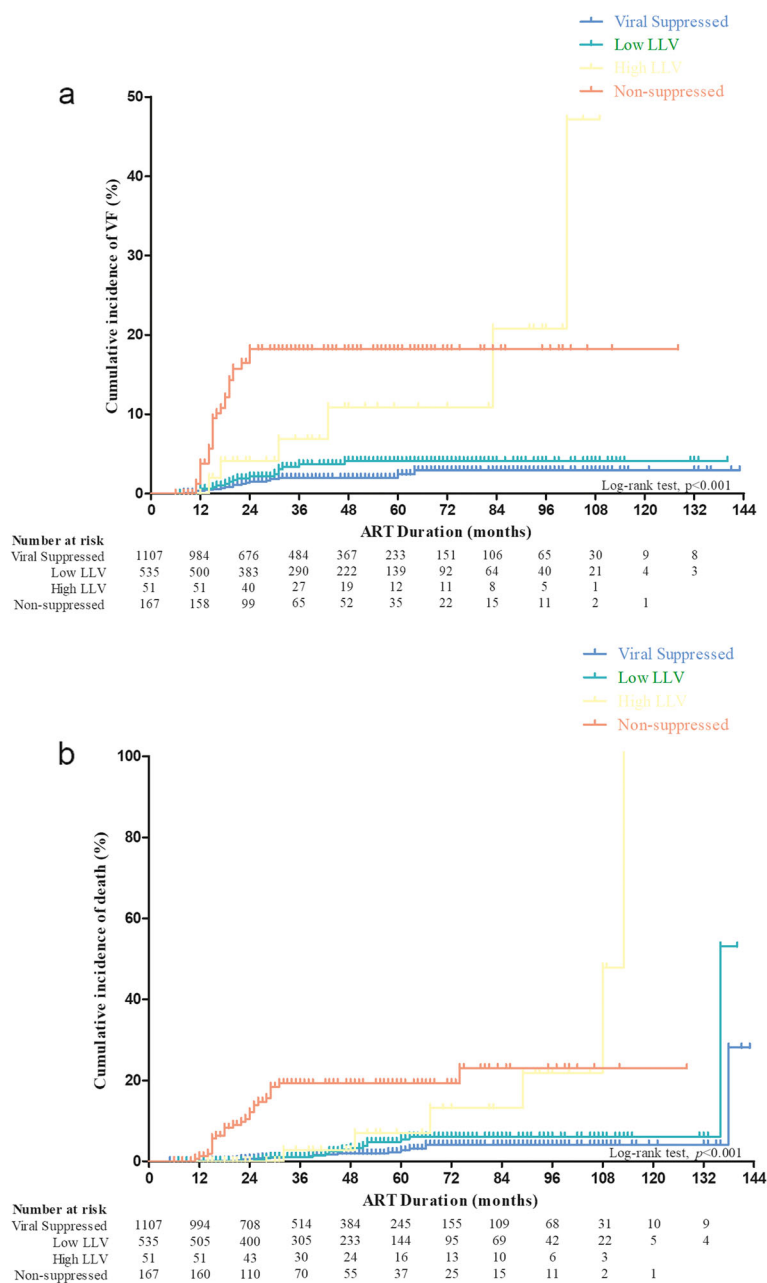 Viral Suppressed
Low LLV
High LLV
Non-suppressed
a
50
40
30
20
10
0
Cumulative incidence of VF (%)
Log-rank test, p<0.001
0 12 24 36 48 60 72 84 96 108 120 132 144
ART Duration (months)
Number at risk
Viral Suppressed 1107 984 676 484 367 233 151 106 65 30 9 8
Low LLV 535 500 383 290 222 139 92 64 40 21 4 3
High LLV 51 51 40 27 19 12 11 8 5 1
Non-suppressed 167 158 99 65 52 35 22 15 11 2 1
Viral Suppressed
Low LLV
High LLV
Non-suppressed
b
100
80
60
40
20
0
Cumulative incidence of death (%)
Log-rank test, p<0.001
0 12 24 36 48 60 72 84 96 108 120 132 144
ART Duration (months)
Number at risk
Viral Suppressed 1107 994 708 514 384 245 155 109 68 31 10 9
Low LLV 535 505 400 305 233 144 95 69 42 22 5 4
High LLV 51 51 43 30 24 16 13 10 6 3
Non-suppressed 167 160 110 70 55 37 25 15 11 2 1